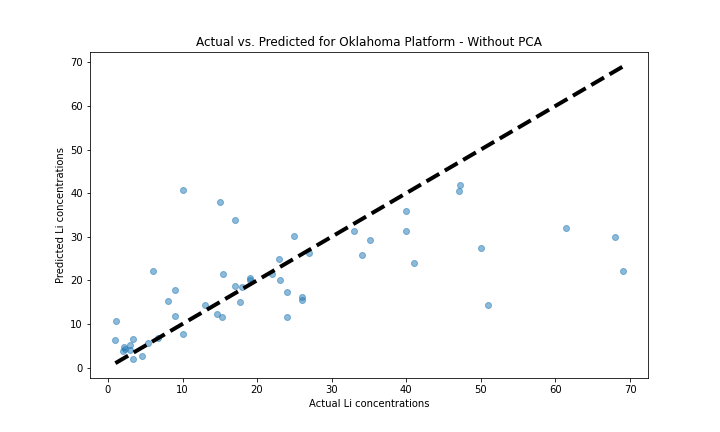 Actual vs. Predicted for Oklahoma Platform - Without PCA
70
60
50
40
30
20
10
0
Predicted Li concentrations
0 10 20 30 40 50 60 70
Actual Li concentrations